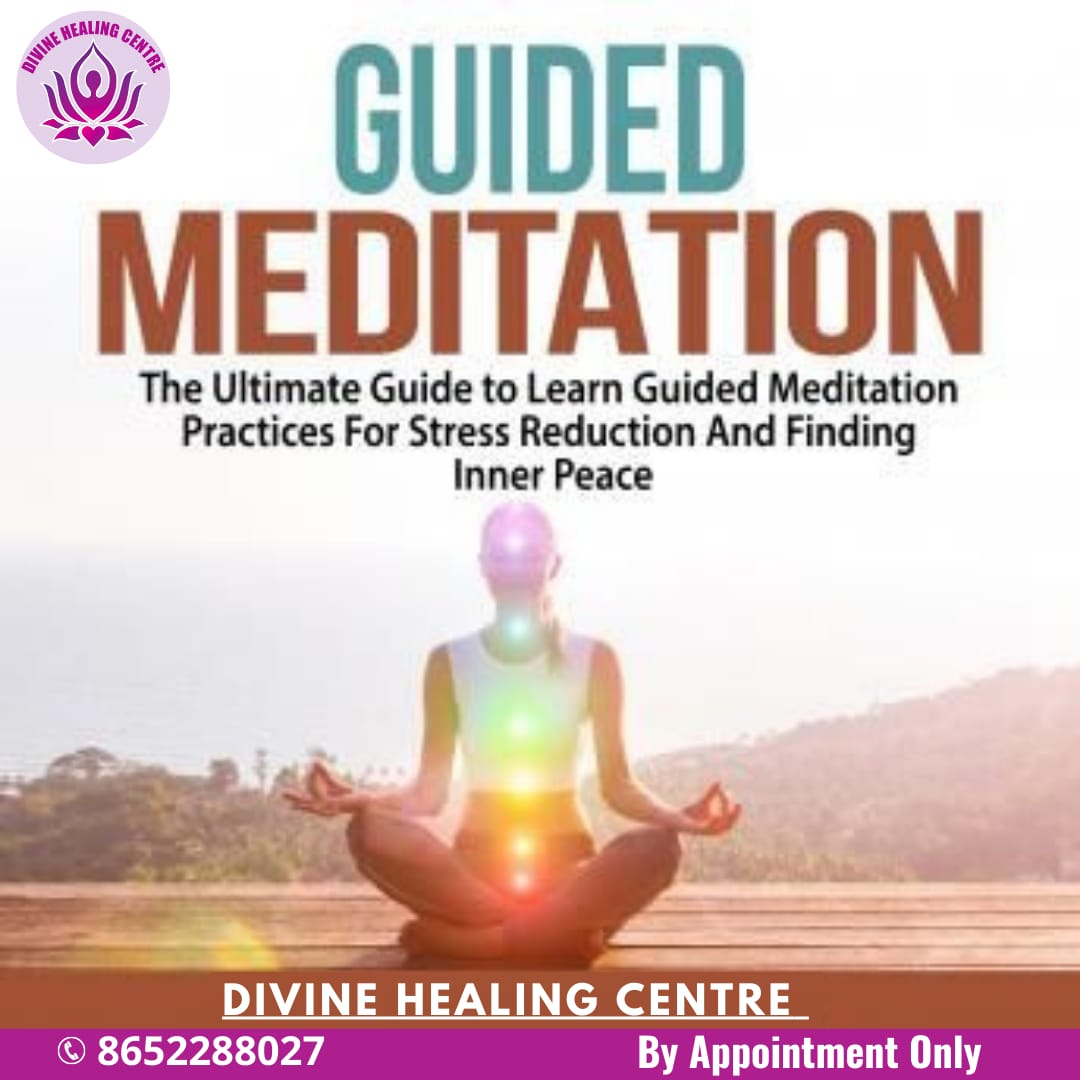 DIVINE HEALING CENTRE
GUIDED
MEDITATION
The Ultimate Guide to Learn Guided Meditation
Practices For Stress Reduction And Finding
Inner Peace
DIVINE HEALING CENTRE
8652288027
By Appointment Only